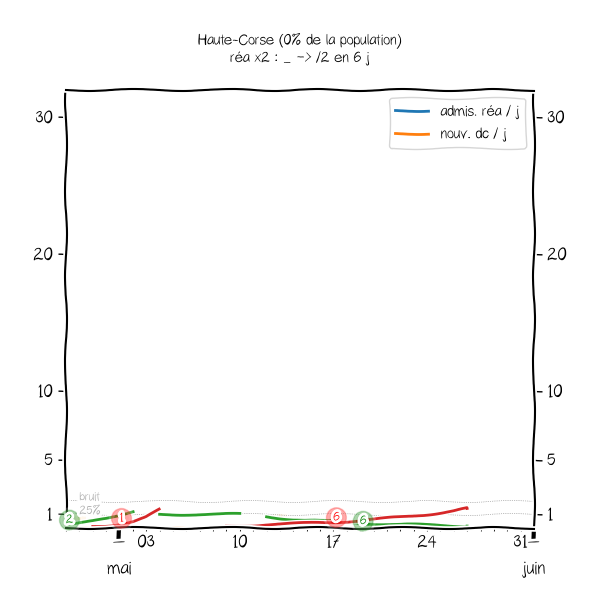 Haute-Corse (0% de la population)
réa x2 : _ -> /2 en 6 j
admis. réa / j
nouv. dc / j
30
30
20
20
10
10
5
5
bruit
25%
1
1
2
1
6
6
03
10
17
24
31
mai
juin